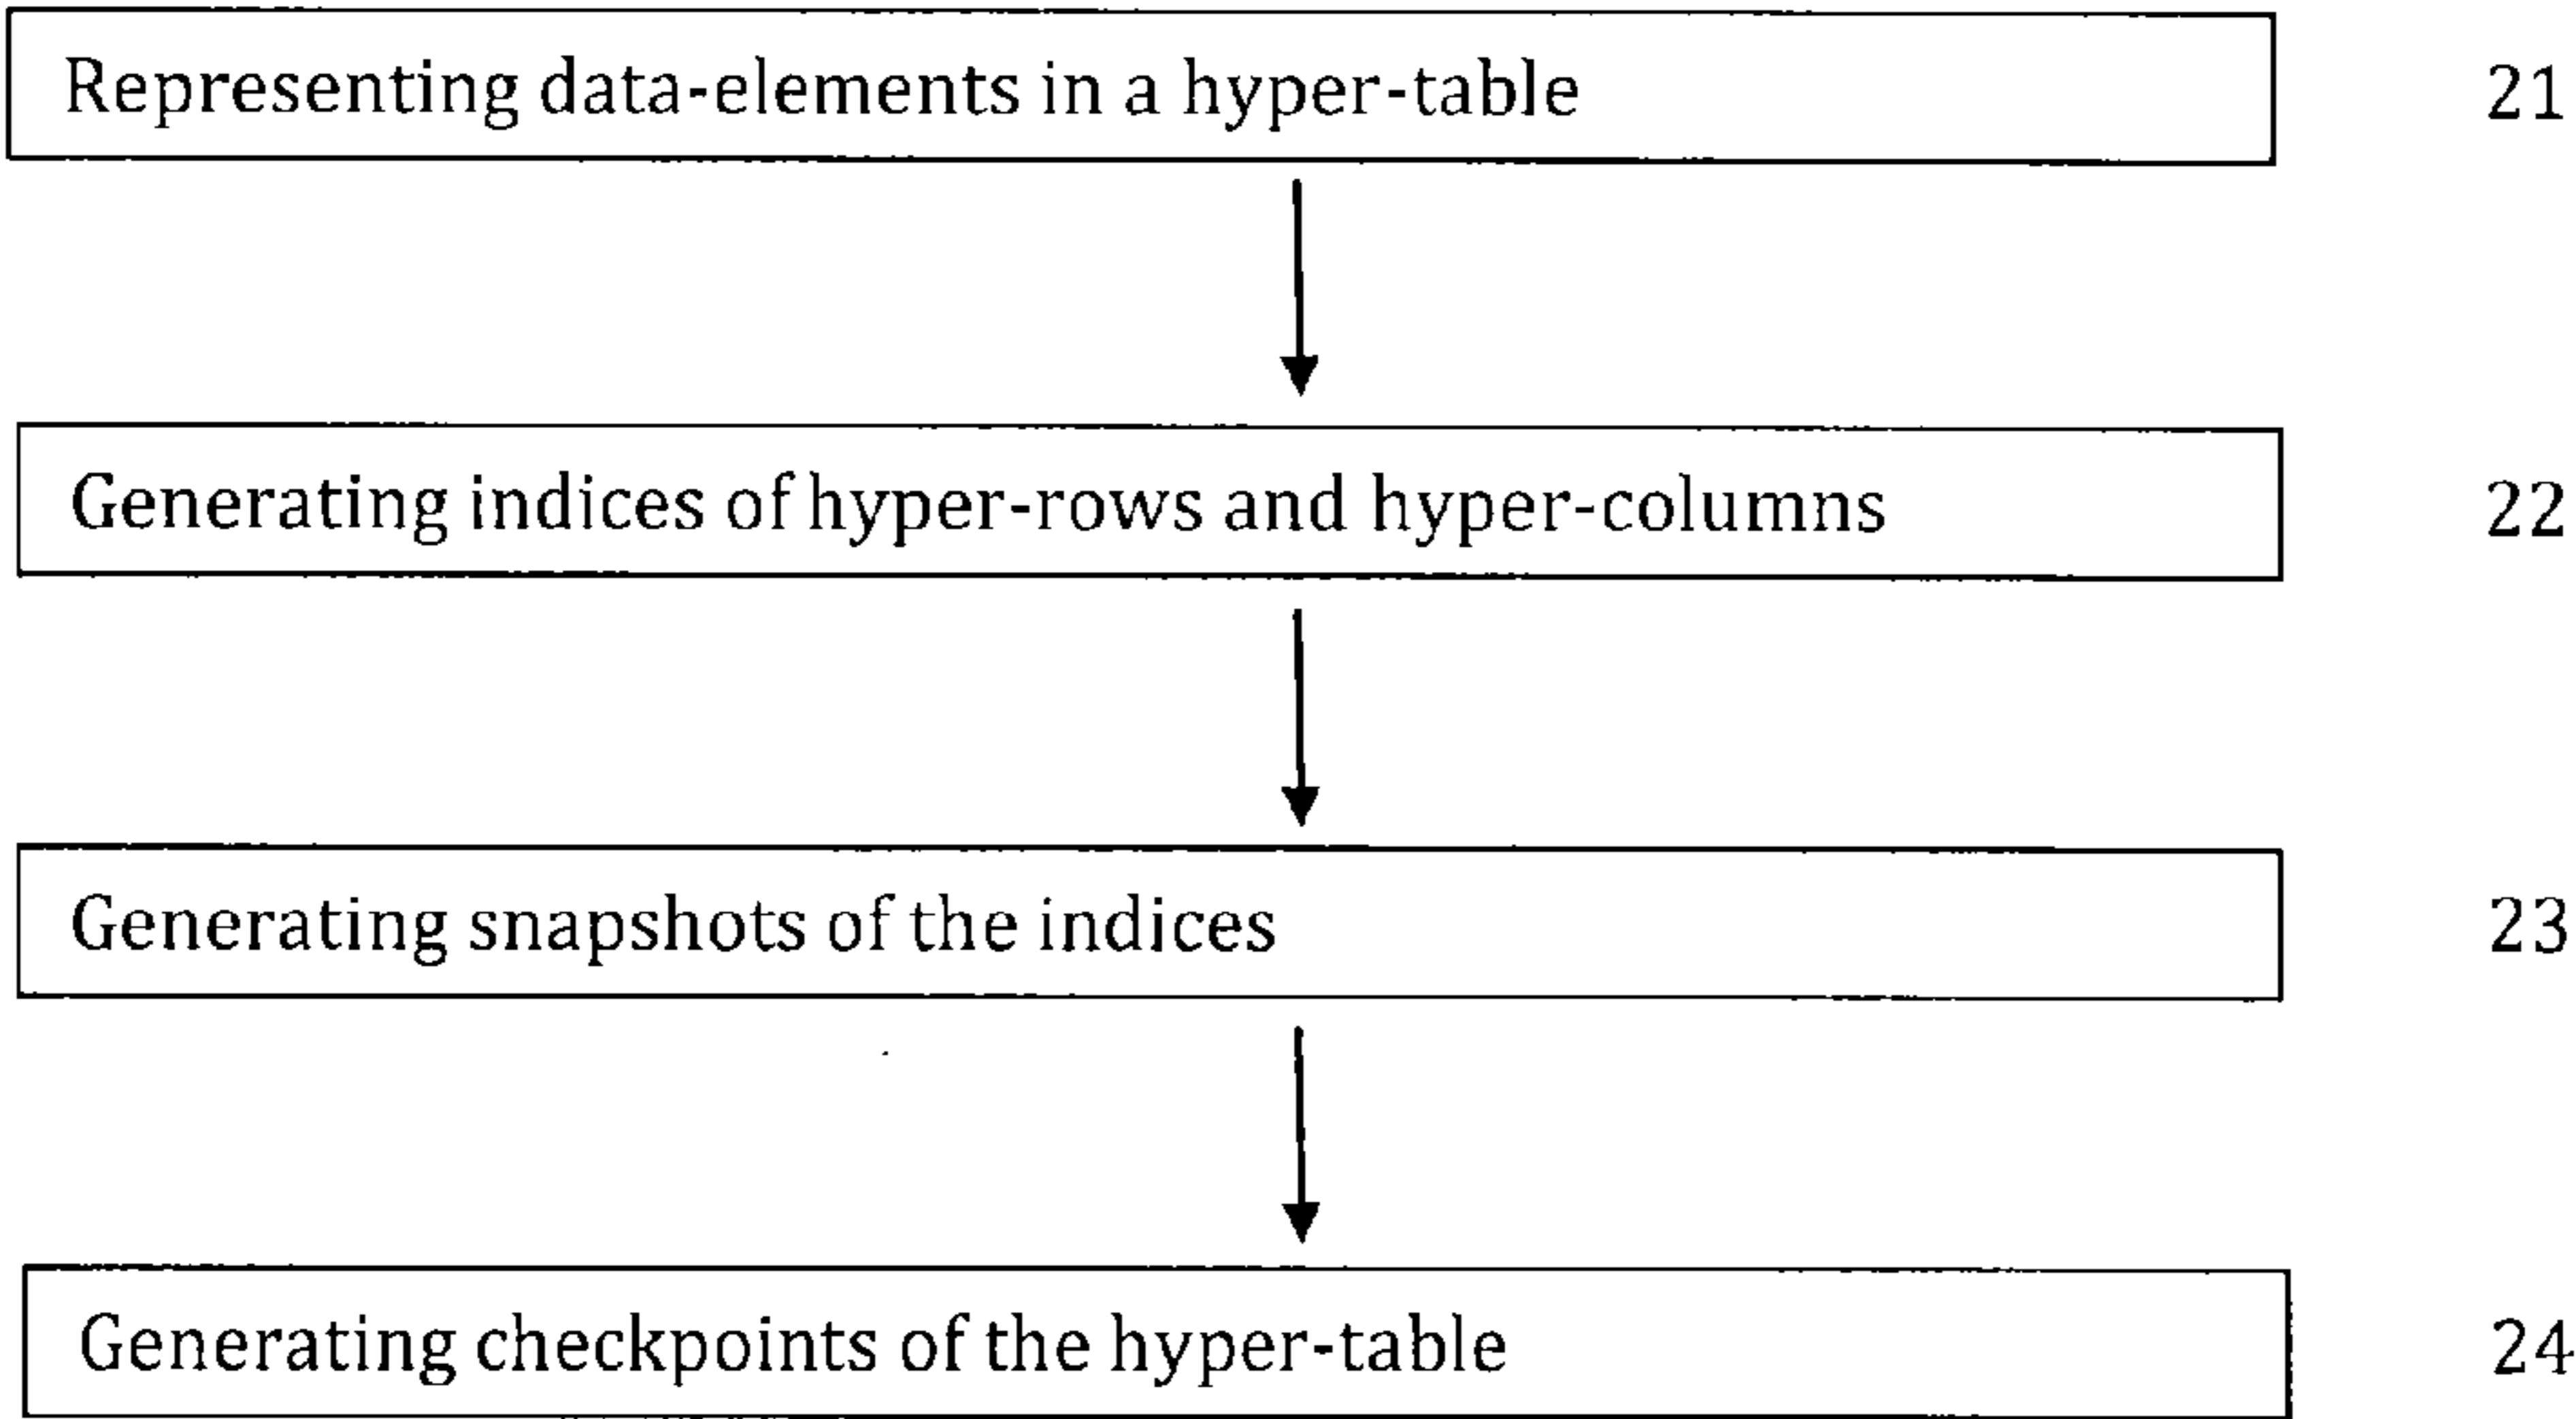 Representing data-elements in a hyper-table 21
Generating indices of hyper-rows and hyper-columns 22
Generating snapshots of the indices 23
Generating checkpoints of the hyper-table 24